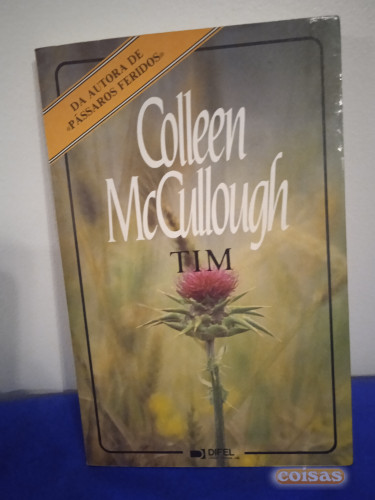 DA AUTORA DE
«PÁSSAROS FERIDOS»
Colleen
McCullough
TIM
DIFEL
coisas